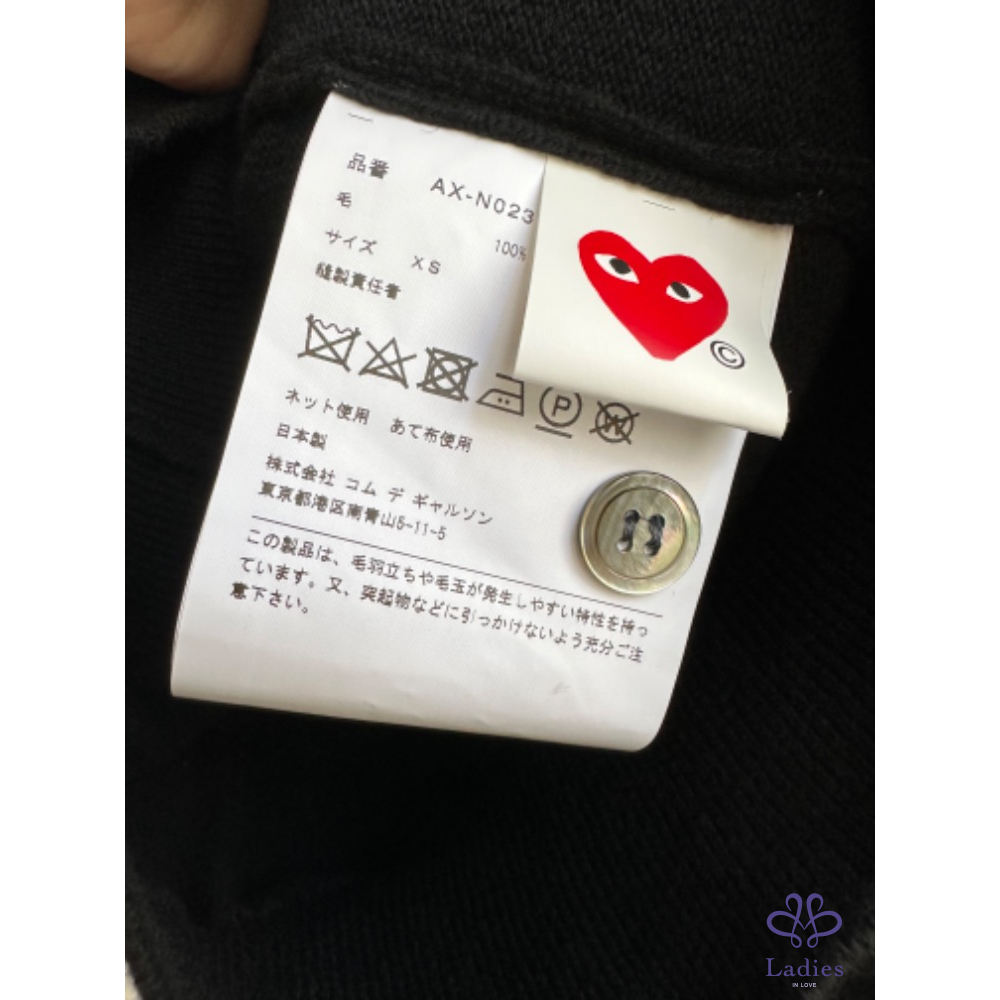 品番 AX-N023
毛 100%
サイズ XS
縫製責任者
P
W
©
ネット使用 あて布使用
日本製
株式会社 コム デ ギャルソン
東京都港区南青山5-11-5
この製品は、毛羽立ちや毛玉が発生しやすい特性を持っ
ています。又、突起物などに引っかけないよう充分ご注
意下さい。
Ladies
IN LOVE